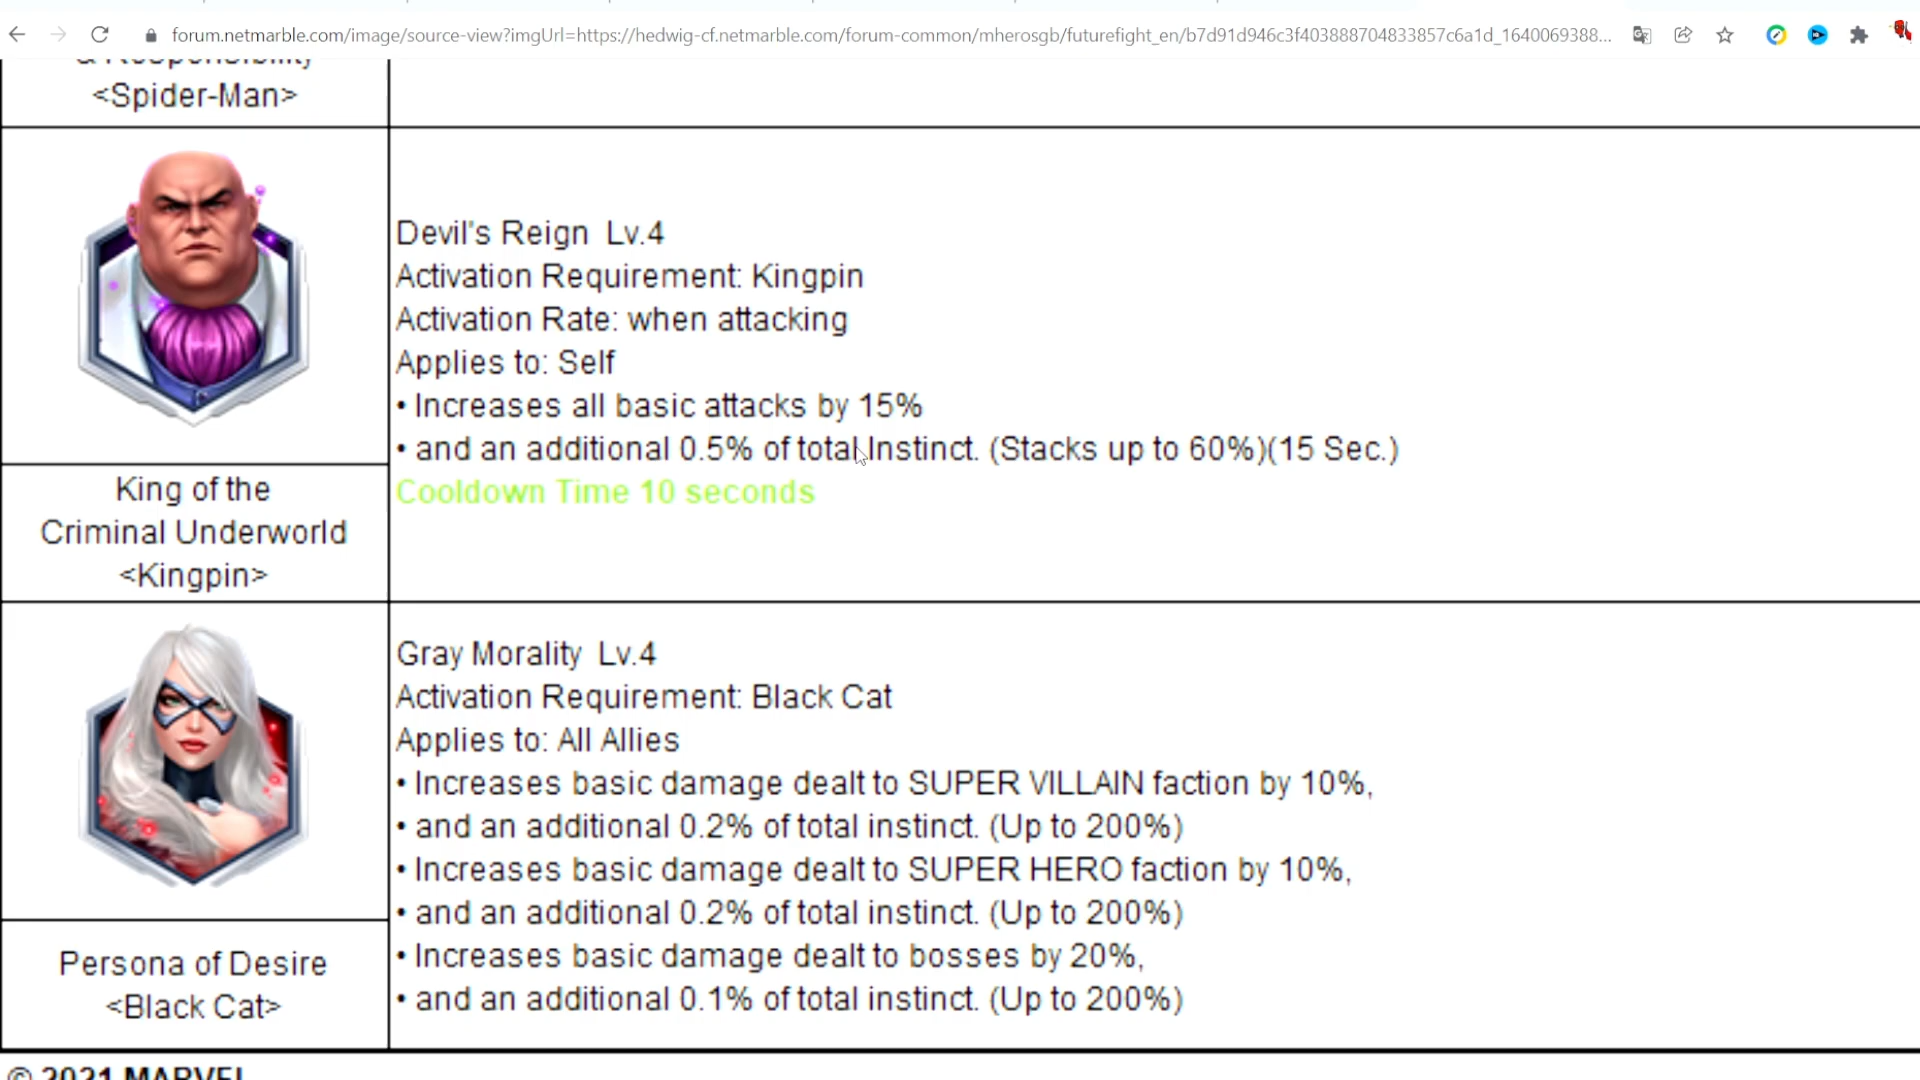 forum.netmarble.com/image/source-view?imgUrl=https://hedwig-cf.netmarble.com/forum-common/mherosgb/futurefight_en/b7d91d946c3f403888704833857c6a1d_1640069388...
& Responsibility
<Spider-Man>
Devil's Reign Lv.4
Activation Requirement: Kingpin
Activation Rate: when attacking
Applies to: Self
• Increases all basic attacks by 15%
• and an additional 0.5% of total Instinct. (Stacks up to 60%)(15 Sec.)
Cooldown Time 10 seconds
King of the
Criminal Underworld
<Kingpin>
Gray Morality Lv.4
Activation Requirement: Black Cat
Applies to: All Allies
• Increases basic damage dealt to SUPER VILLAIN faction by 10%,
• and an additional 0.2% of total instinct. (Up to 200%)
• Increases basic damage dealt to SUPER HERO faction by 10%,
• and an additional 0.2% of total instinct. (Up to 200%)
• Increases basic damage dealt to bosses by 20%,
• and an additional 0.1% of total instinct. (Up to 200%)
Persona of Desire
<Black Cat>
© 2021 MARVEL